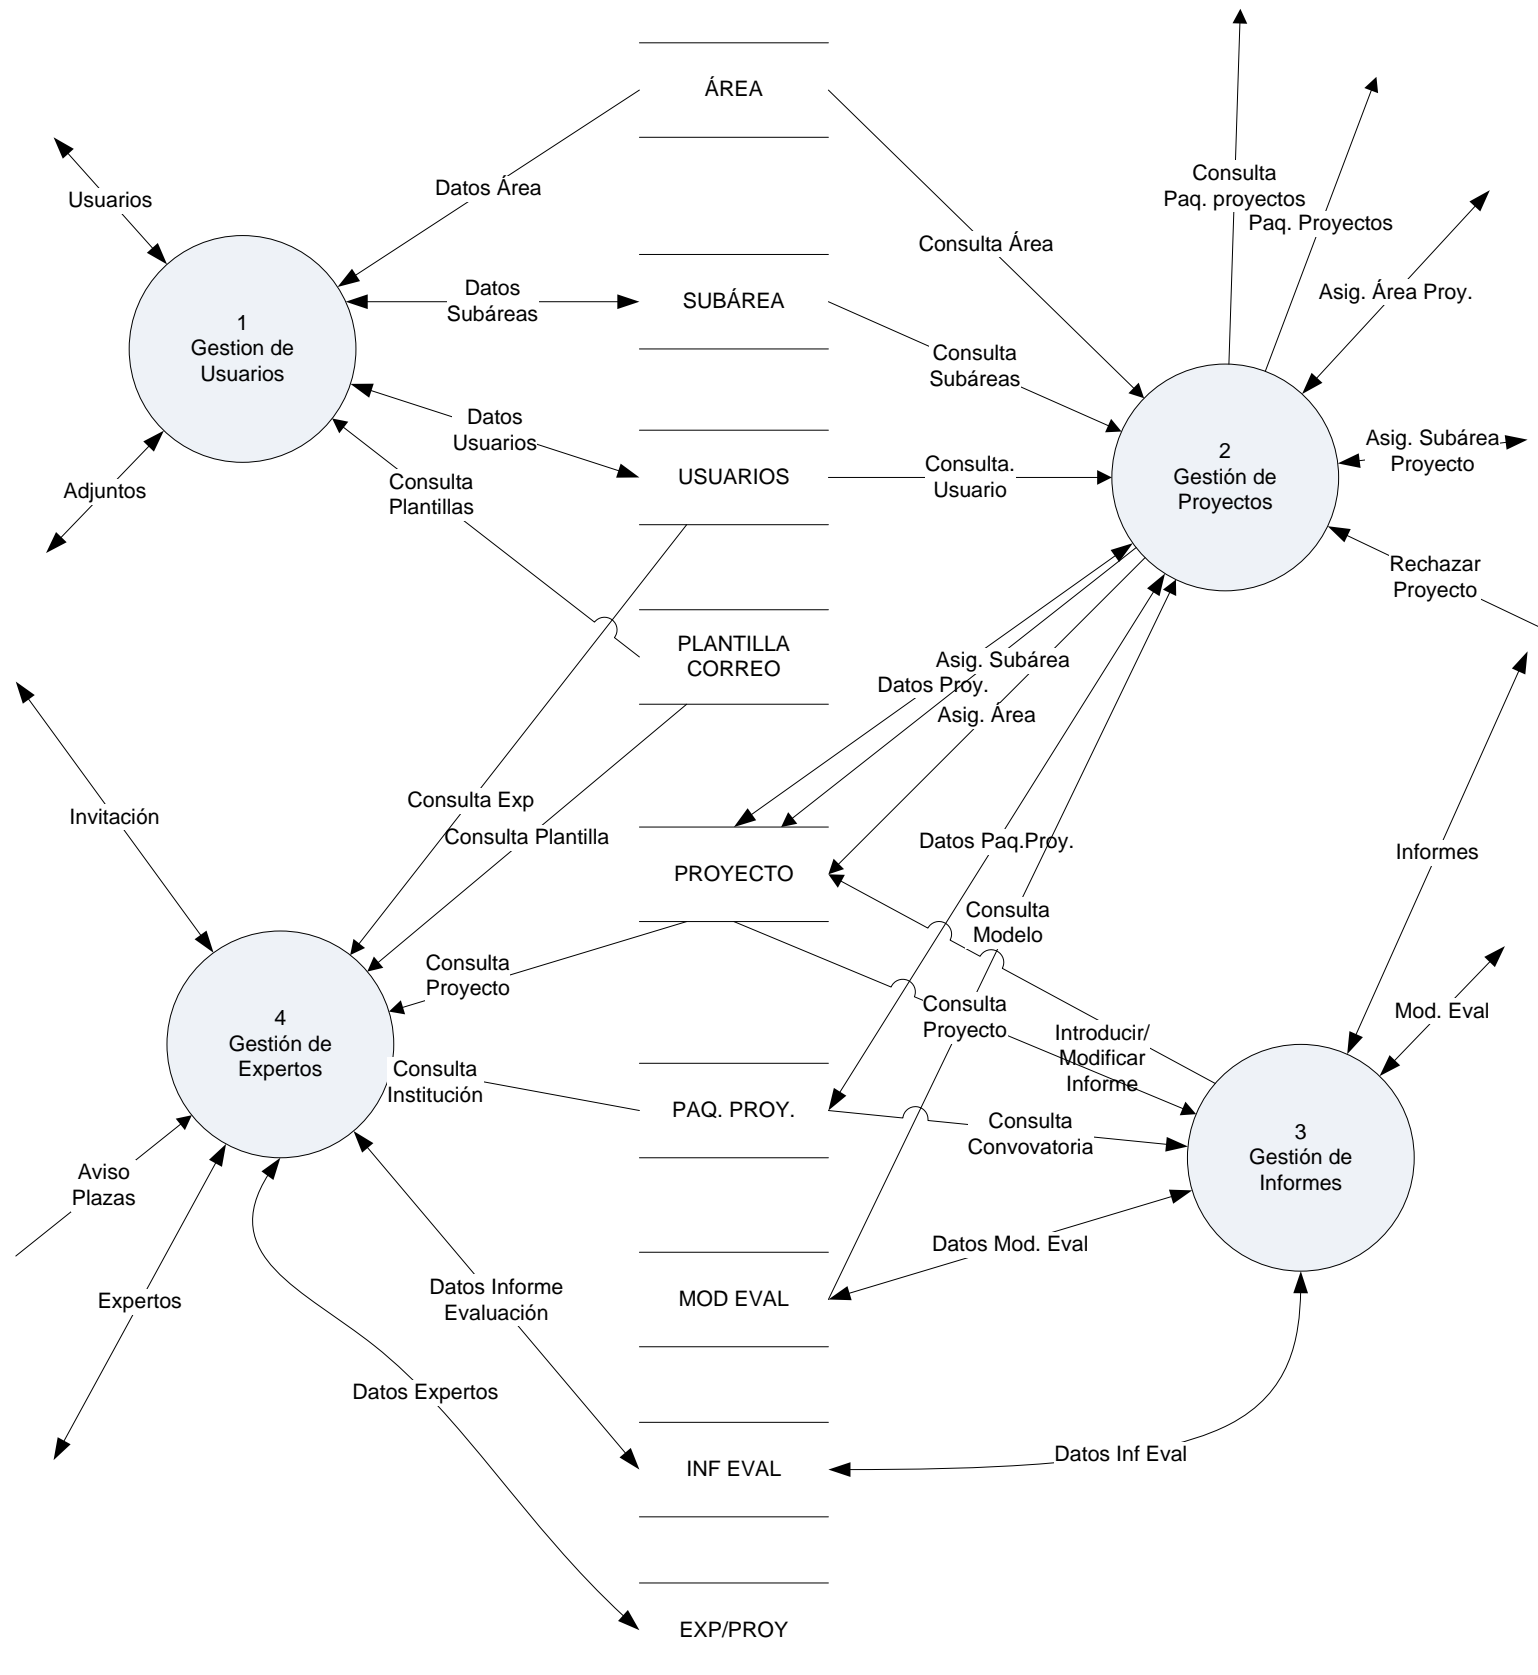 ÁREA
Consulta
Paq. proyectos
Usuarios
Datos Área
Paq. Proyectos
Consulta Área
Asig. Área Proy.
Datos
Subáreas
SUBÁREA
1
Gestion de
Usuarios
Consulta
Subáreas
Datos
Usuarios
USUARIOS
Consulta.
Usuario
2
Gestión de
Proyectos
Asig. Subárea
Proyecto
Adjuntos
Consulta
Plantillas
Rechazar
Proyecto
PLANTILLA
CORREO
Asig. Subárea
Datos Proy.
Asig. Área
Invitación
Consulta Exp
Consulta Plantilla
PROYECTO
Datos Paq.Proy.
Informes
Consulta
Modelo
Consulta
Proyecto
Consulta
Proyecto
Mod. Eval
4
Gestión de
Expertos
Introducir/
Modificar
Informe
Consulta
Institución
PAQ. PROY.
Consulta
Convovatoria
3
Gestión de
Informes
Aviso
Plazas
Datos Mod. Eval
Expertos
Datos Informe
Evaluación
MOD EVAL
Datos Expertos
INF EVAL
Datos Inf Eval
EXP/PROY